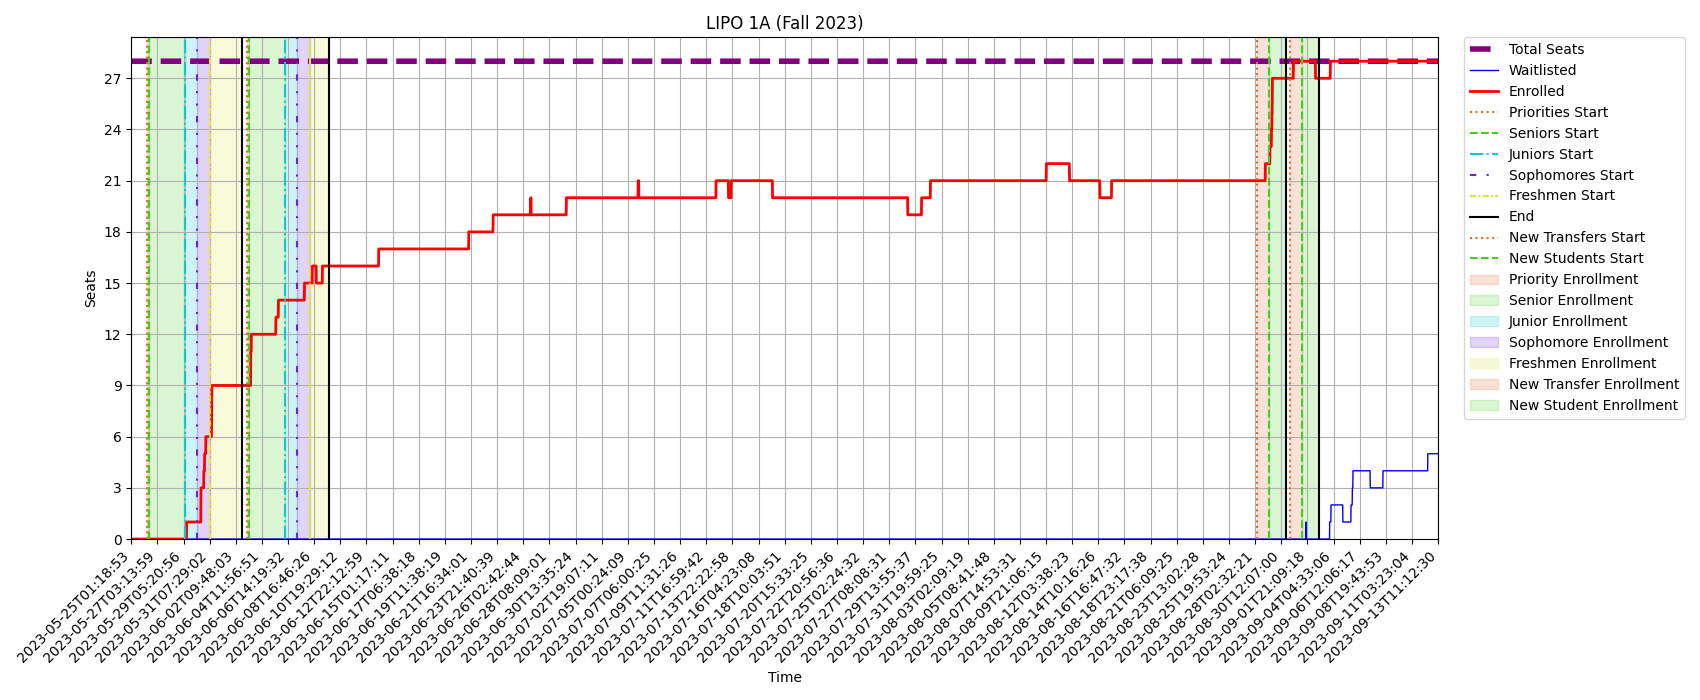 LIPO 1A (Fall 2023)
Seats
27
24
21
18
15
12
9
6
3
0
2023-05-25T01:18:53
2023-05-27T03:13:59
2023-05-29T05:20:56
2023-05-31T07:29:02
2023-06-02T09:48:03
2023-06-04T11:56:51
2023-06-06T14:19:32
2023-06-08T16:46:26
2023-06-10T19:29:12
2023-06-12T22:12:59
2023-06-15T01:17:11
2023-06-17T06:38:18
2023-06-19T11:38:19
2023-06-21T16:34:01
2023-06-23T21:40:39
2023-06-26T02:42:44
2023-06-28T08:09:01
2023-06-30T13:35:24
2023-07-02T19:07:11
2023-07-05T00:24:09
2023-07-07T06:00:25
2023-07-09T11:31:26
2023-07-11T16:59:42
2023-07-13T22:22:58
2023-07-16T04:23:08
2023-07-18T10:03:51
2023-07-20T15:33:25
2023-07-22T20:56:36
2023-07-25T02:24:32
2023-07-27T08:08:31
2023-07-29T13:55:37
2023-07-31T19:59:25
2023-08-03T02:09:19
2023-08-05T08:41:48
2023-08-07T14:53:31
2023-08-09T21:06:15
2023-08-12T03:38:23
2023-08-14T10:16:26
2023-08-16T16:47:32
2023-08-18T23:17:38
2023-08-21T06:09:25
2023-08-23T13:02:28
2023-08-25T19:53:24
2023-08-28T02:32:21
2023-08-30T12:07:00
2023-09-01T21:09:18
2023-09-04T04:33:06
2023-09-06T12:06:17
2023-09-08T19:43:53
2023-09-11T03:23:04
2023-09-13T11:12:30
Time
Total Seats
Waitlisted
Enrolled
Priorities Start
Seniors Start
Juniors Start
Sophomores Start
Freshmen Start
End
New Transfers Start
New Students Start
Priority Enrollment
Senior Enrollment
Junior Enrollment
Sophomore Enrollment
Freshmen Enrollment
New Transfer Enrollment
New Student Enrollment